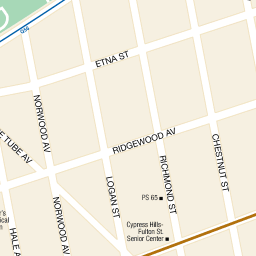 ETNA ST
NORWOOD AV
E TUBE AV
RIDGEWOOD AV
RICHMOND ST
CHESTNUT ST
LOGAN ST
NORWOOD AV
HALE A
PS 65
Cypress Hills-
Fulton St.
Senior Center